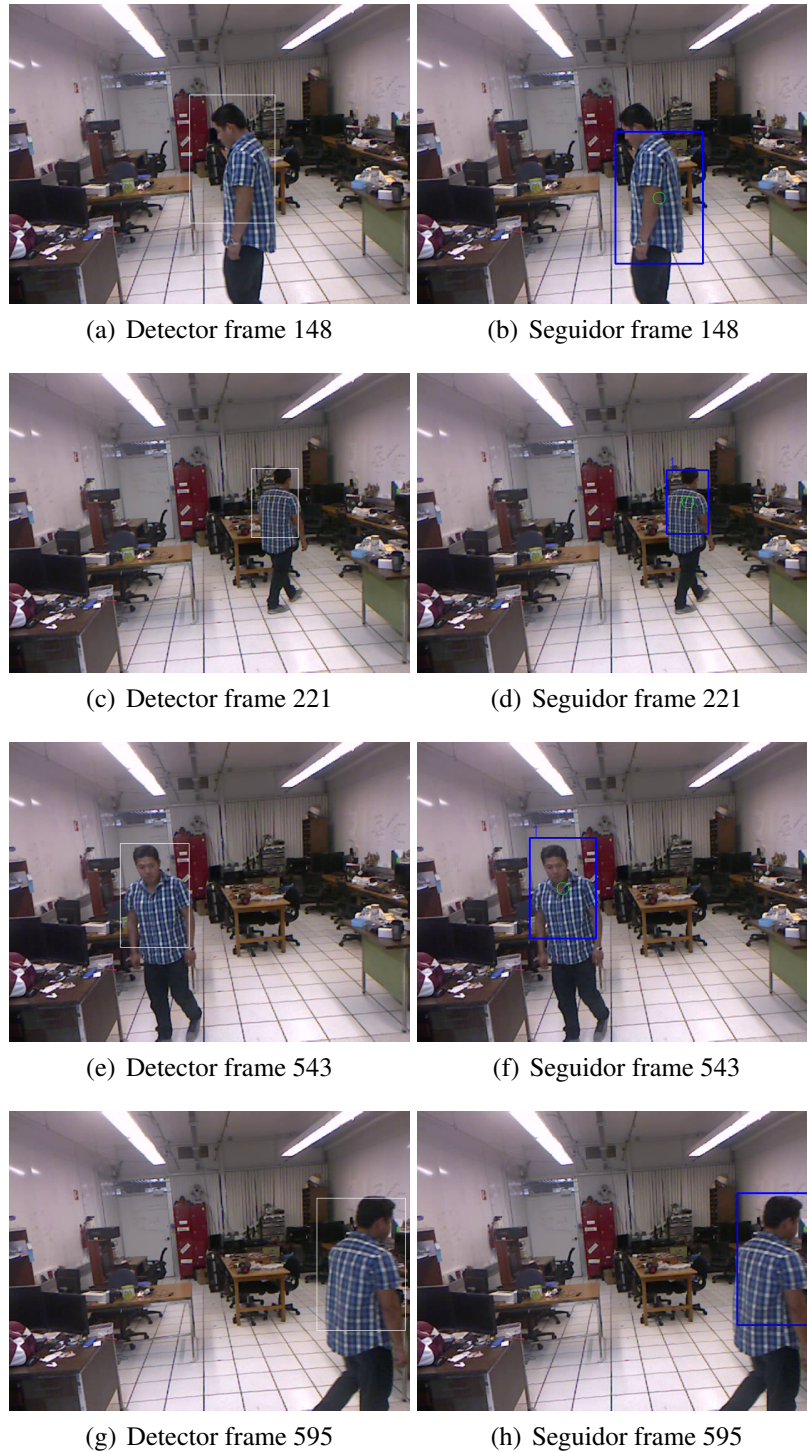 (a) Detector frame 148
(b) Seguidor frame 148
(c) Detector frame 221
(d) Seguidor frame 221
(e) Detector frame 543
(f) Seguidor frame 543
(g) Detector frame 595
(h) Seguidor frame 595